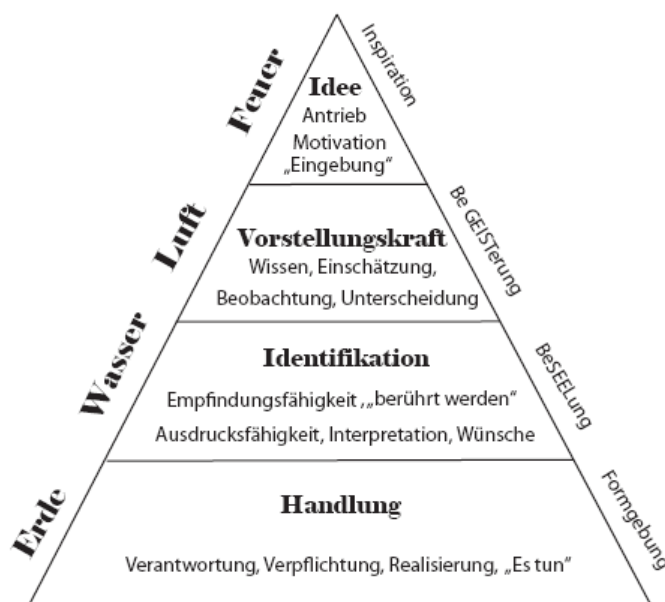 Feuer
Inspiration
Idee
Antrieb
Motivation
„Eingebung“
Luft
Be GEISTerung
Vorstellungskraft
Wissen, Einschätzung,
Beobachtung, Unterscheidung
Wasser
BeSEELung
Identifikation
Empfindungsfähigkeit ,„berührt werden“
Ausdrucksfähigkeit, Interpretation, Wünsche
Erde
Formgebung
Handlung
Verantwortung, Verpflichtung, Realisierung, „Es tun“